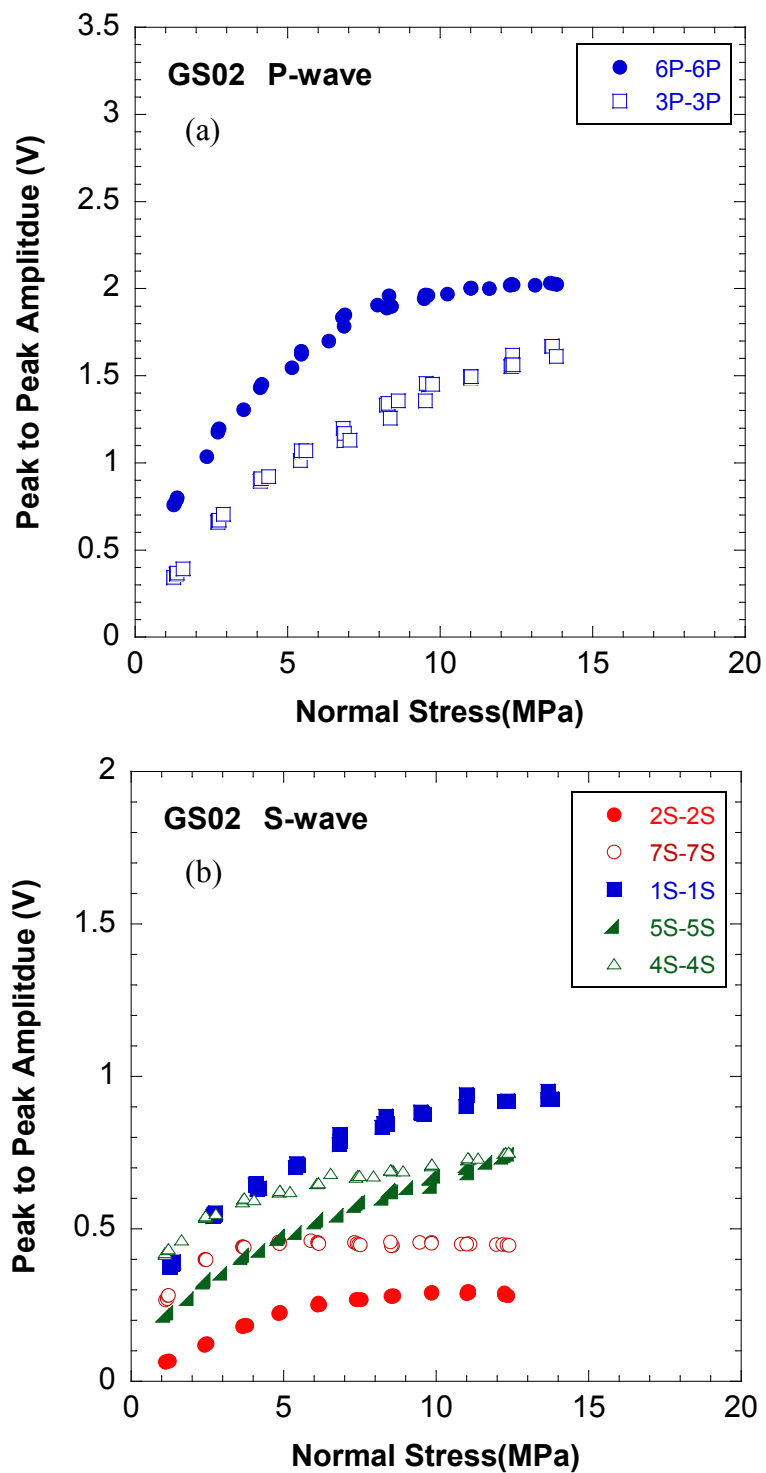 3.5
3
2.5
2
1.5
1
0.5
0
GS02 P-wave
(a)
6P-6P
3P-3P
Peak to Peak Amplitdue (V)
0 5 10 15 20
Normal Stress(MPa)
2
1.5
1
0.5
0
GS02 S-wave
(b)
2S-2S
7S-7S
1S-1S
5S-5S
4S-4S
Peak to Peak Amplitdue (V)
0 5 10 15 20
Normal Stress(MPa)